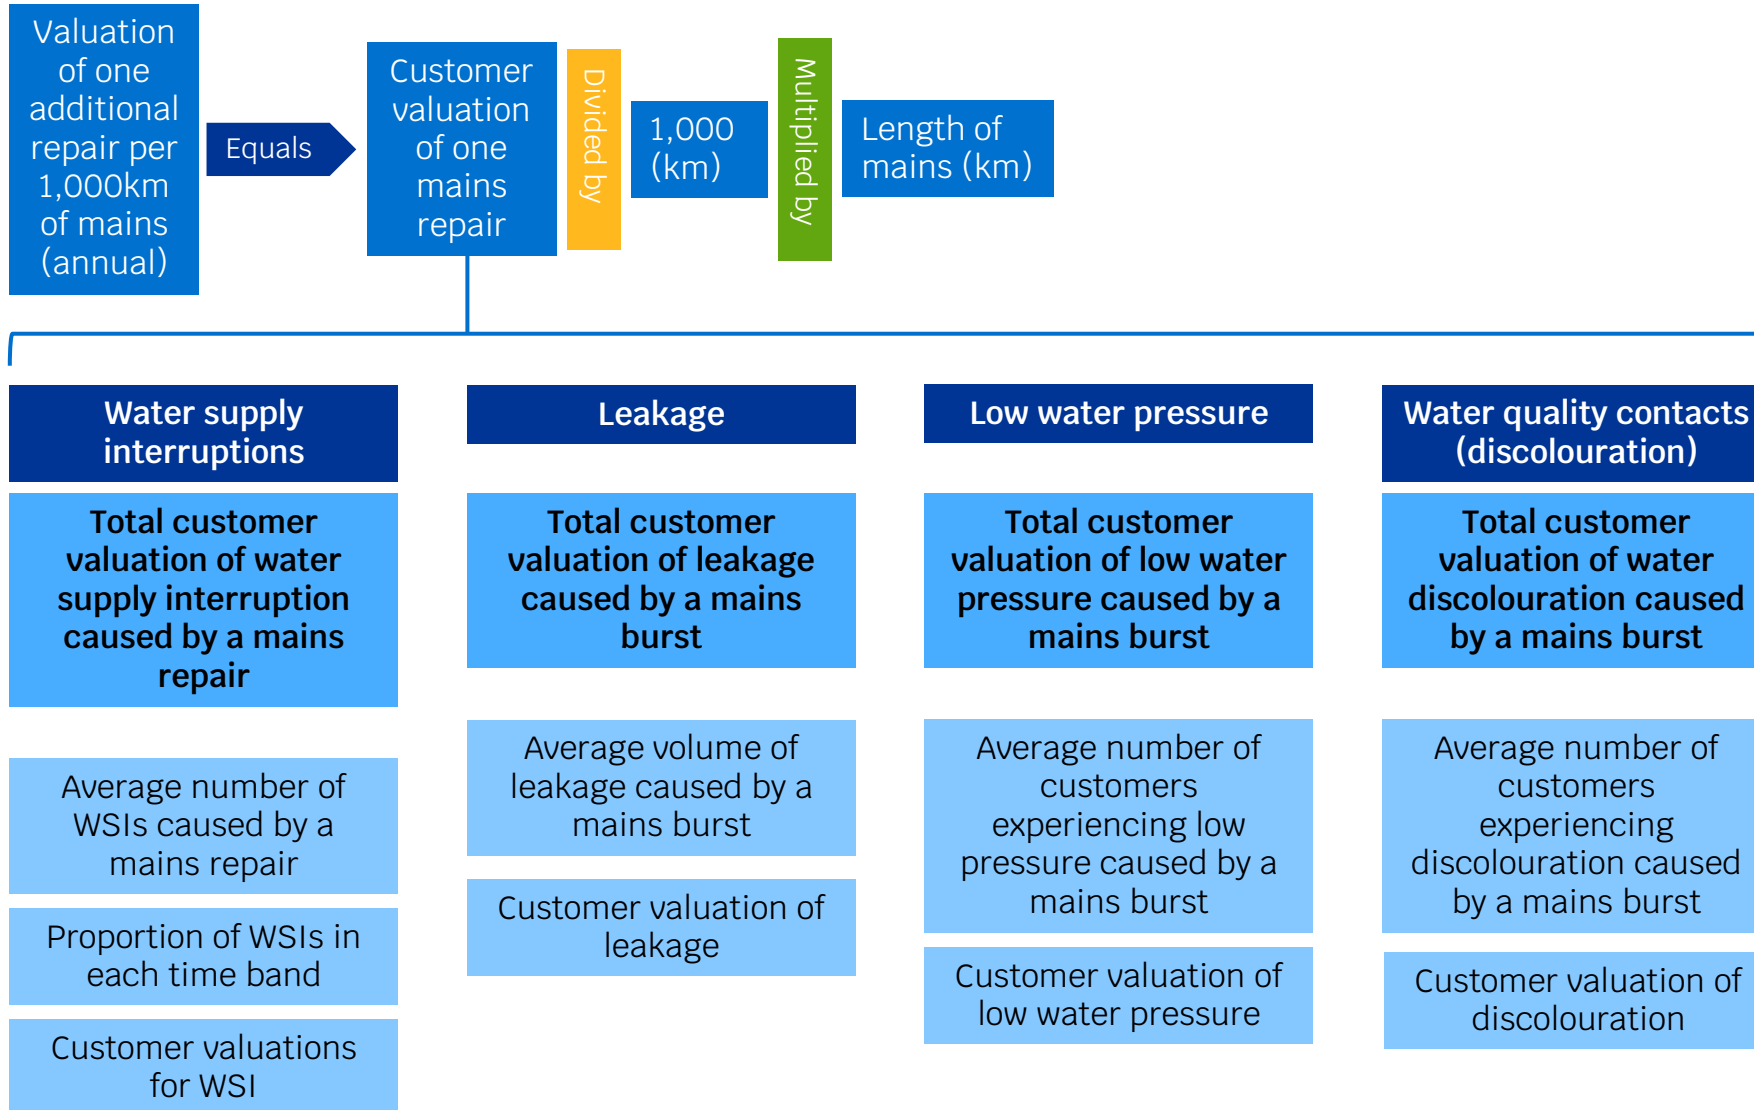 Valuation
of one
additional
repair per
1,000km
of mains
(annual)
Equals
Customer
valuation
of one
mains
repair
Divided by
1,000
(km)
Multiplied by
Length of
mains (km)
Water supply
interruptions
Total customer
valuation of water
supply interruption
caused by a mains
repair
Average number of
WSIs caused by a
mains repair
Proportion of WSIs in
each time band
Customer valuations
for WSI
Leakage
Total customer
valuation of leakage
caused by a mains
burst
Average volume of
leakage caused by a
mains burst
Customer valuation of
leakage
Low water pressure
Total customer
valuation of low water
pressure caused by a
mains burst
Average number of
customers
experiencing low
pressure caused by a
mains burst
Customer valuation of
low water pressure
Water quality contacts
(discolouration)
Total customer
valuation of water
discolouration caused
by a mains burst
Average number of
customers
experiencing
discolouration caused
by a mains burst
Customer valuation of
discolouration